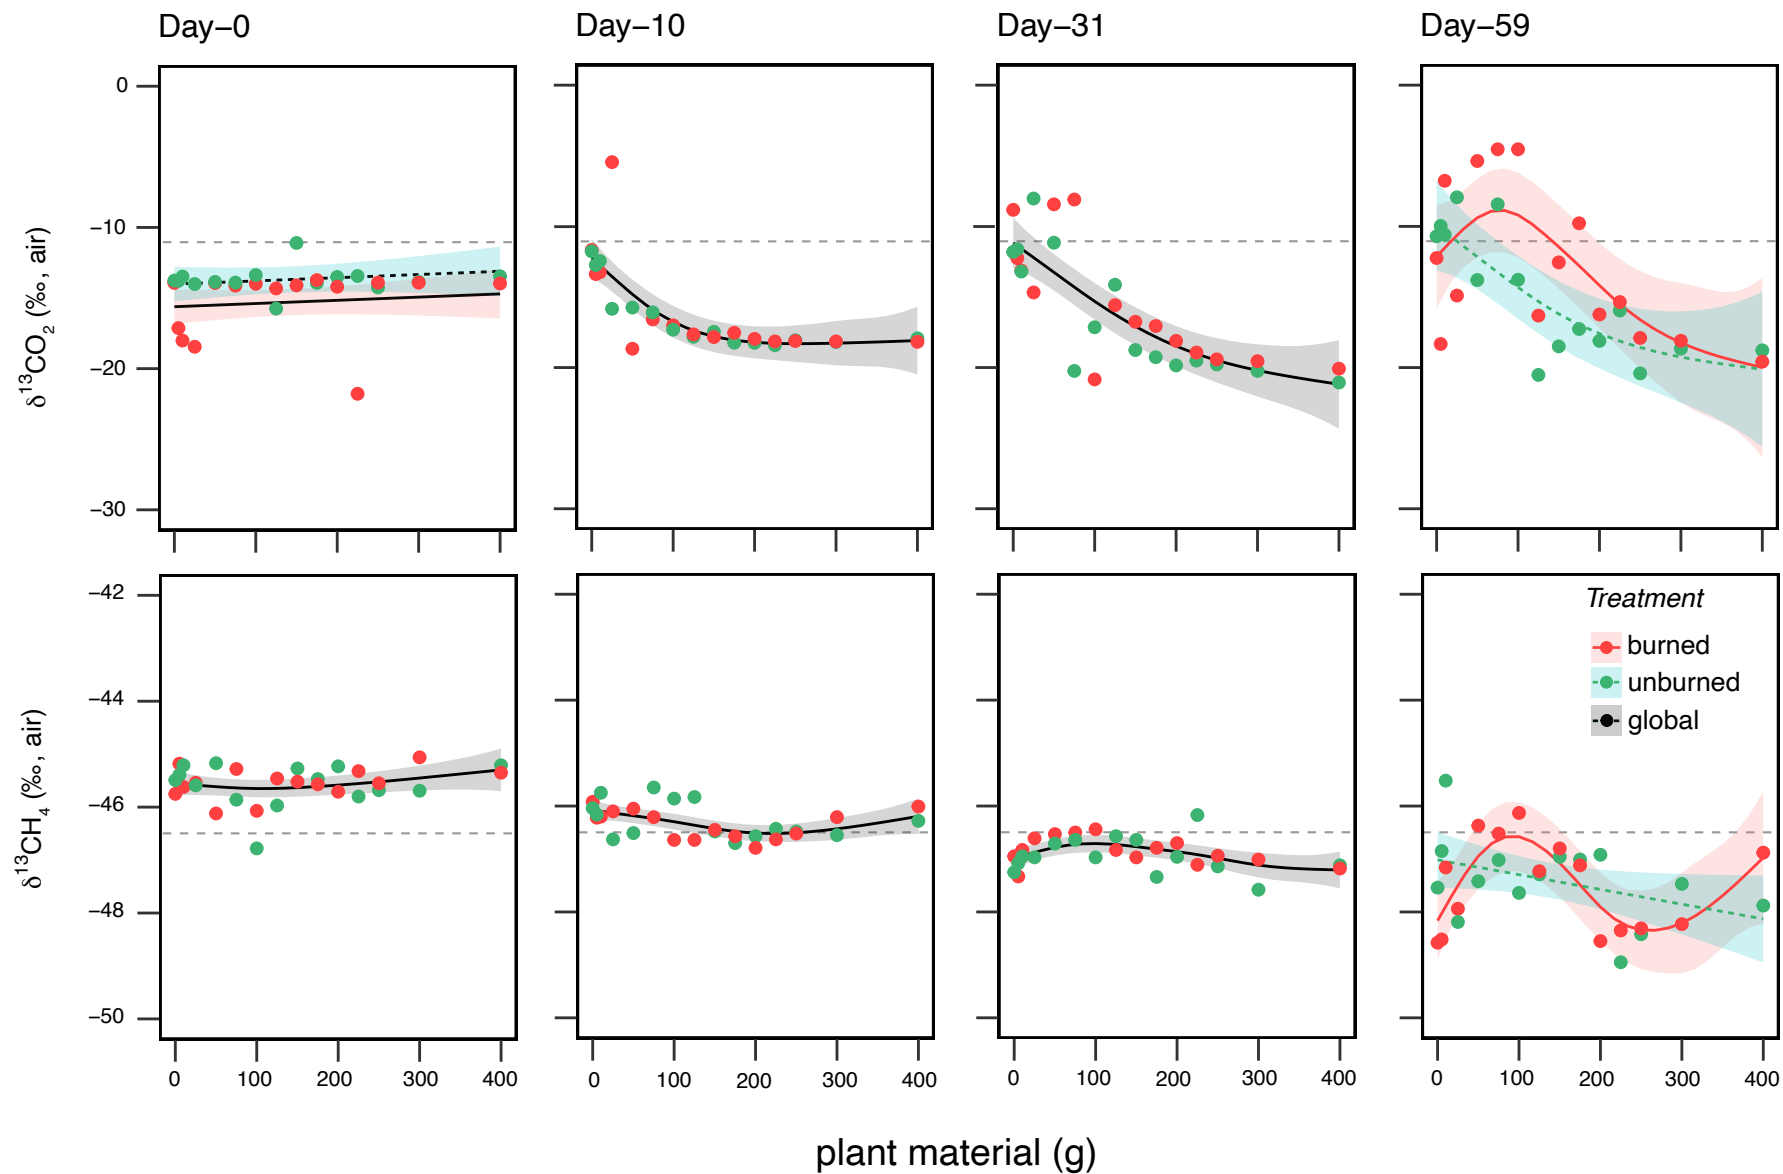 Day–0 Day–10 Day–31 Day–59
δ13CO2 (‰, air)
0
–10
–20
–30
δ13CH4 (‰, air)
–42
–44
–46
–48
–50
Treatment
burned
unburned
global
0 100 200 300 400 0 100 200 300 400 0 100 200 300 400 0 100 200 300 400
plant material (g)